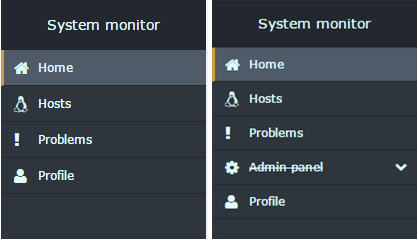 System monitor
Home
Hosts
Problems
Profile
System monitor
Home
Hosts
Problems
Admin panel
Profile